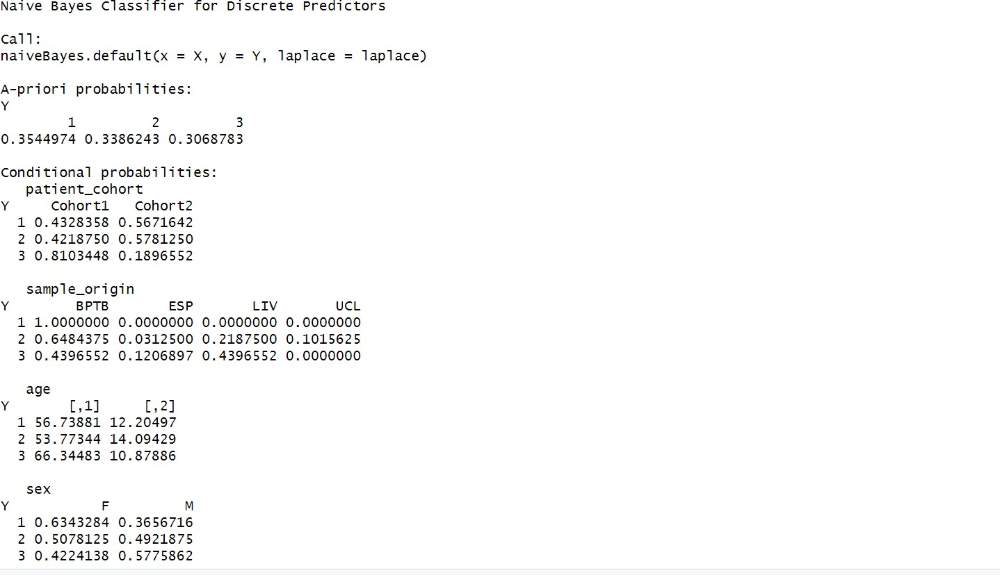 Naive Bayes Classifier for Discrete Predictors
Call:
naiveBayes.default(x = X, y = Y, laplace = laplace)
A-priori probabilities:
Y
1 2 3
0.3544974 0.3386243 0.3068783
Conditional probabilities:
patient_cohort
Y Cohort1 Cohort2
1 0.4328358 0.5671642
2 0.4218750 0.5781250
3 0.8103448 0.1896552
sample_origin
Y BPTB ESP LIV UCL
1 1.0000000 0.0000000 0.0000000 0.0000000
2 0.6484375 0.0312500 0.2187500 0.1015625
3 0.4396552 0.1206897 0.4396552 0.0000000
age
Y [,1] [,2]
1 56.73881 12.20497
2 53.77344 14.09429
3 66.34483 10.87886
sex
Y F M
1 0.6343284 0.3656716
2 0.5078125 0.4921875
3 0.4224138 0.5775862